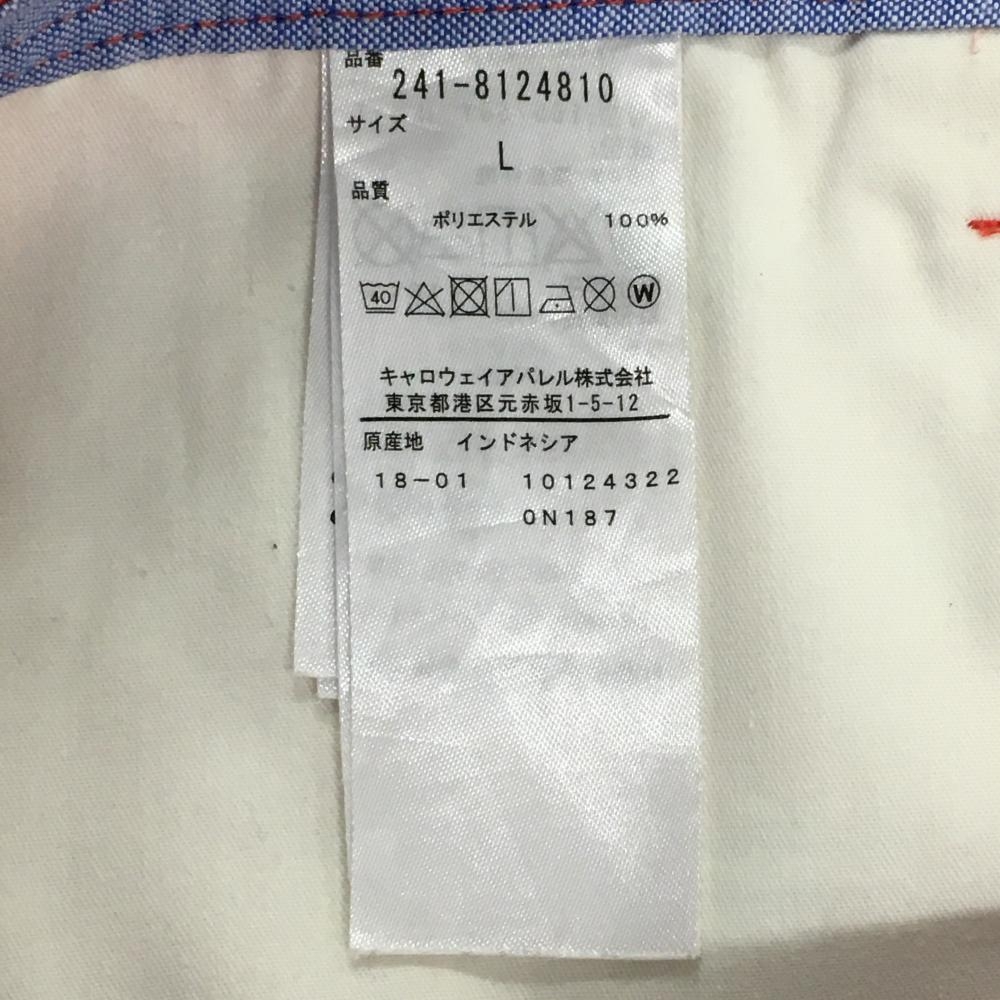 品番
241-8124810
サイズ
L
品質
ポリエステル 100%
40 W
キャロウェイアパレル株式会社
東京都港区元赤坂1-5-12
原産地 インドネシア
18-01 10124322
0N187